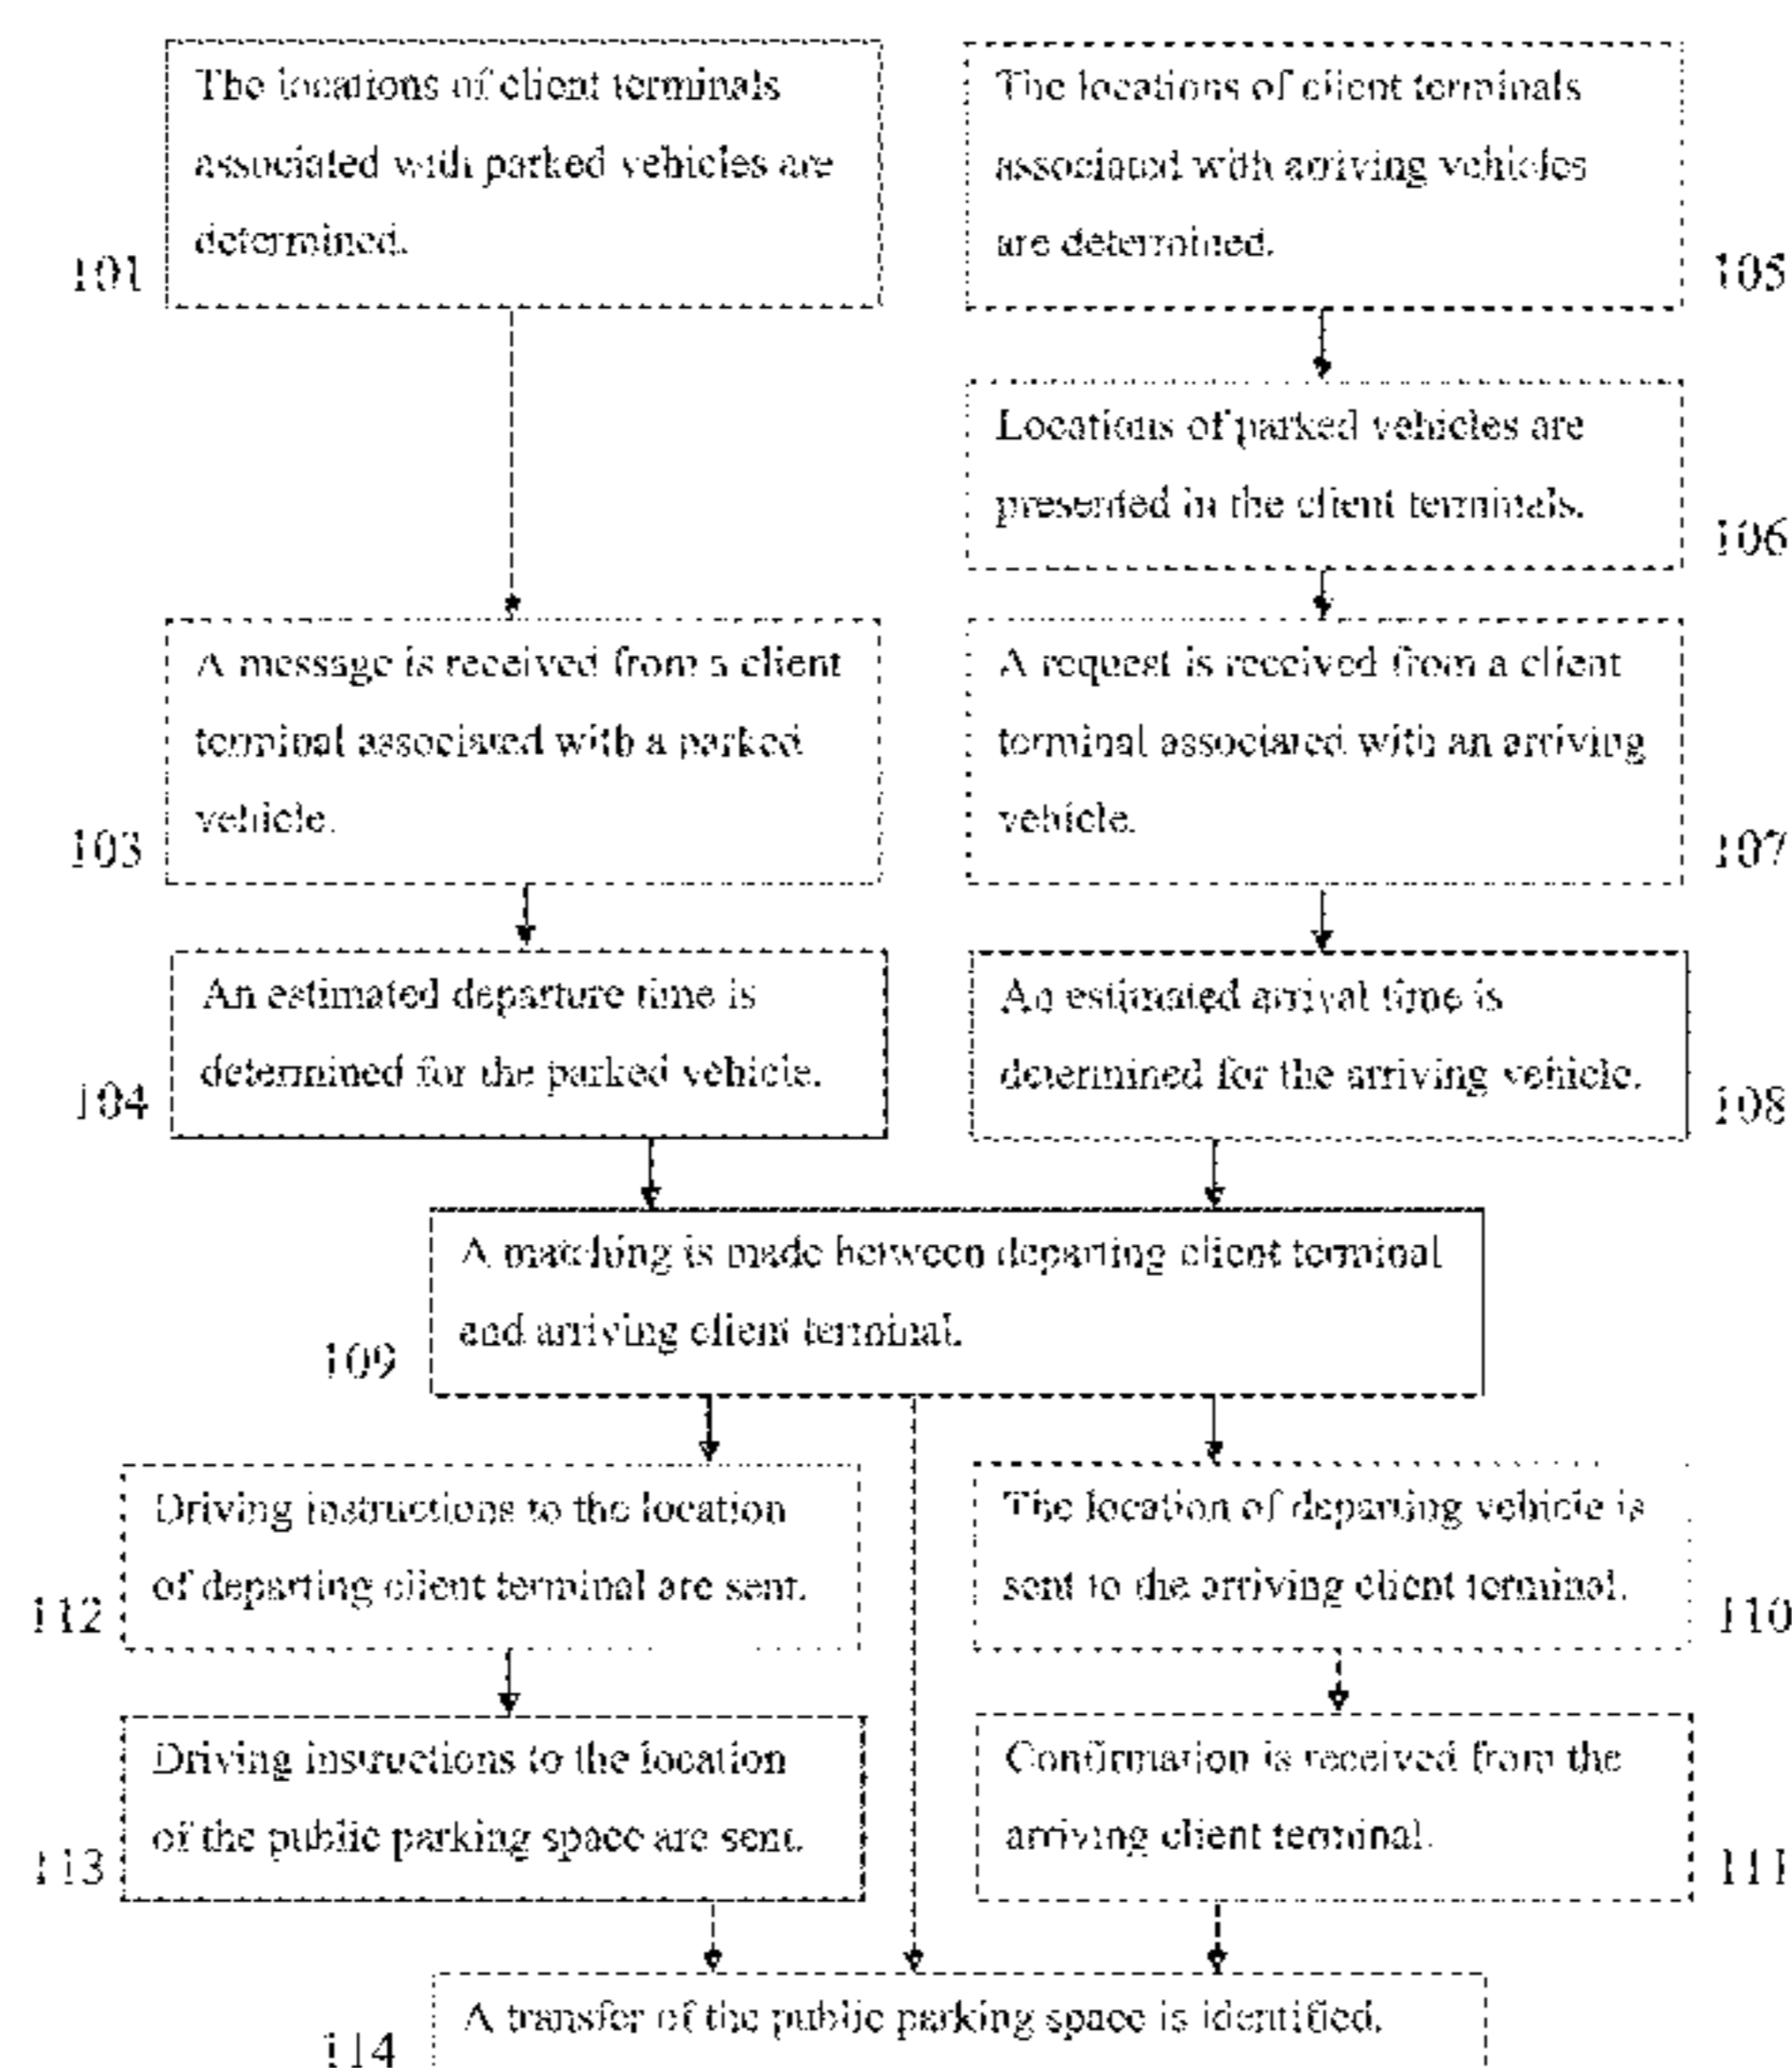 The locations of client terminals
associated with parked vehicles are
determined.
101
The locations of client terminals
associated with arriving vehicles
are determined.
105
Locations of parked vehicles are
presented in the client terminals.
106
A message is received from a client
terminal associated with a parked
vehicle.
103
A request is received from a client
terminal associated with an arriving
vehicle.
107
An estimated departure time is
determined for the parked vehicle.
104
An estimated arrival time is
determined for the arriving vehicle.
108
A matching is made between departing client terminal
and arriving client terminal.
109
Driving instructions to the location
of departing client terminal are sent.
112
The location of departing vehicle is
sent to the arriving client terminal.
110
Driving instructions to the location
of the public parking space are sent.
113
Confirmation is received from the
arriving client terminal.
111
A transfer of the public parking space is identified.
114